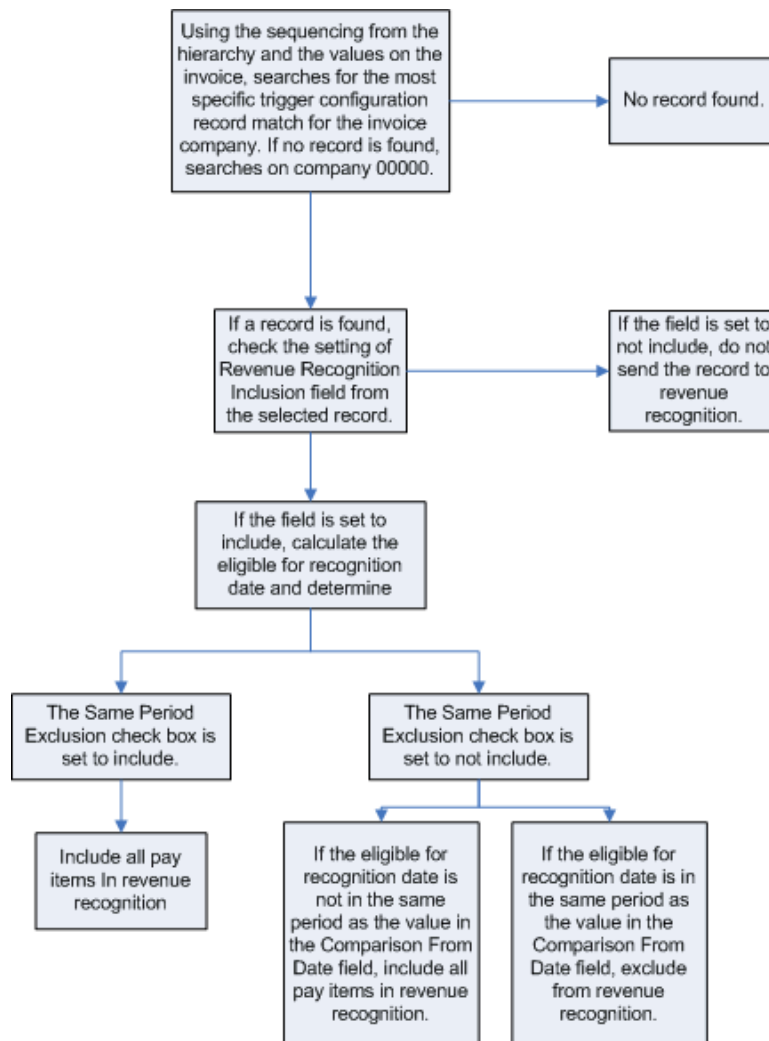 Using the sequencing from the
hierarchy and the values on the
invoice, searches for the most
specific trigger configuration
record match for the invoice
company. If no record is found,
searches on company 00000.
No record found.
If a record is found,
check the setting of
Revenue Recognition
Inclusion field from
the selected record.
If the field is set to
not include, do not
send the record to
revenue
recognition.
If the field is set to
include, calculate the
eligible for recognition
date and determine
The Same Period
Exclusion check box is
set to include.
The Same Period
Exclusion check box is
set to not include.
Include all pay
items In revenue
recognition
If the eligible for
recognition date is
not in the same
period as the value in
the Comparison From
Date field, include all
pay items in revenue
recognition.
If the eligible for
recognition date is in
the same period as
the value in the
Comparison From
Date field, exclude
from revenue
recognition.